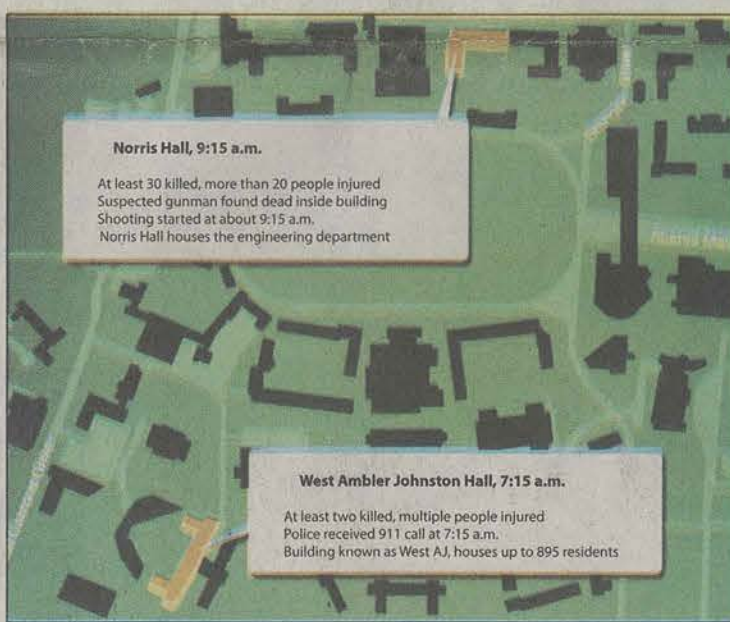 Norris Hall, 9:15 a.m.
At least 30 killed, more than 20 people injured
Suspected gunman found dead inside building
Shooting started at about 9:15 a.m.
Norris Hall houses the engineering department
West Ambler Johnston Hall, 7:15 a.m.
At least two killed, multiple people injured
Police received 911 call at 7:15 a.m.
Building known as West AJ, houses up to 895 residents